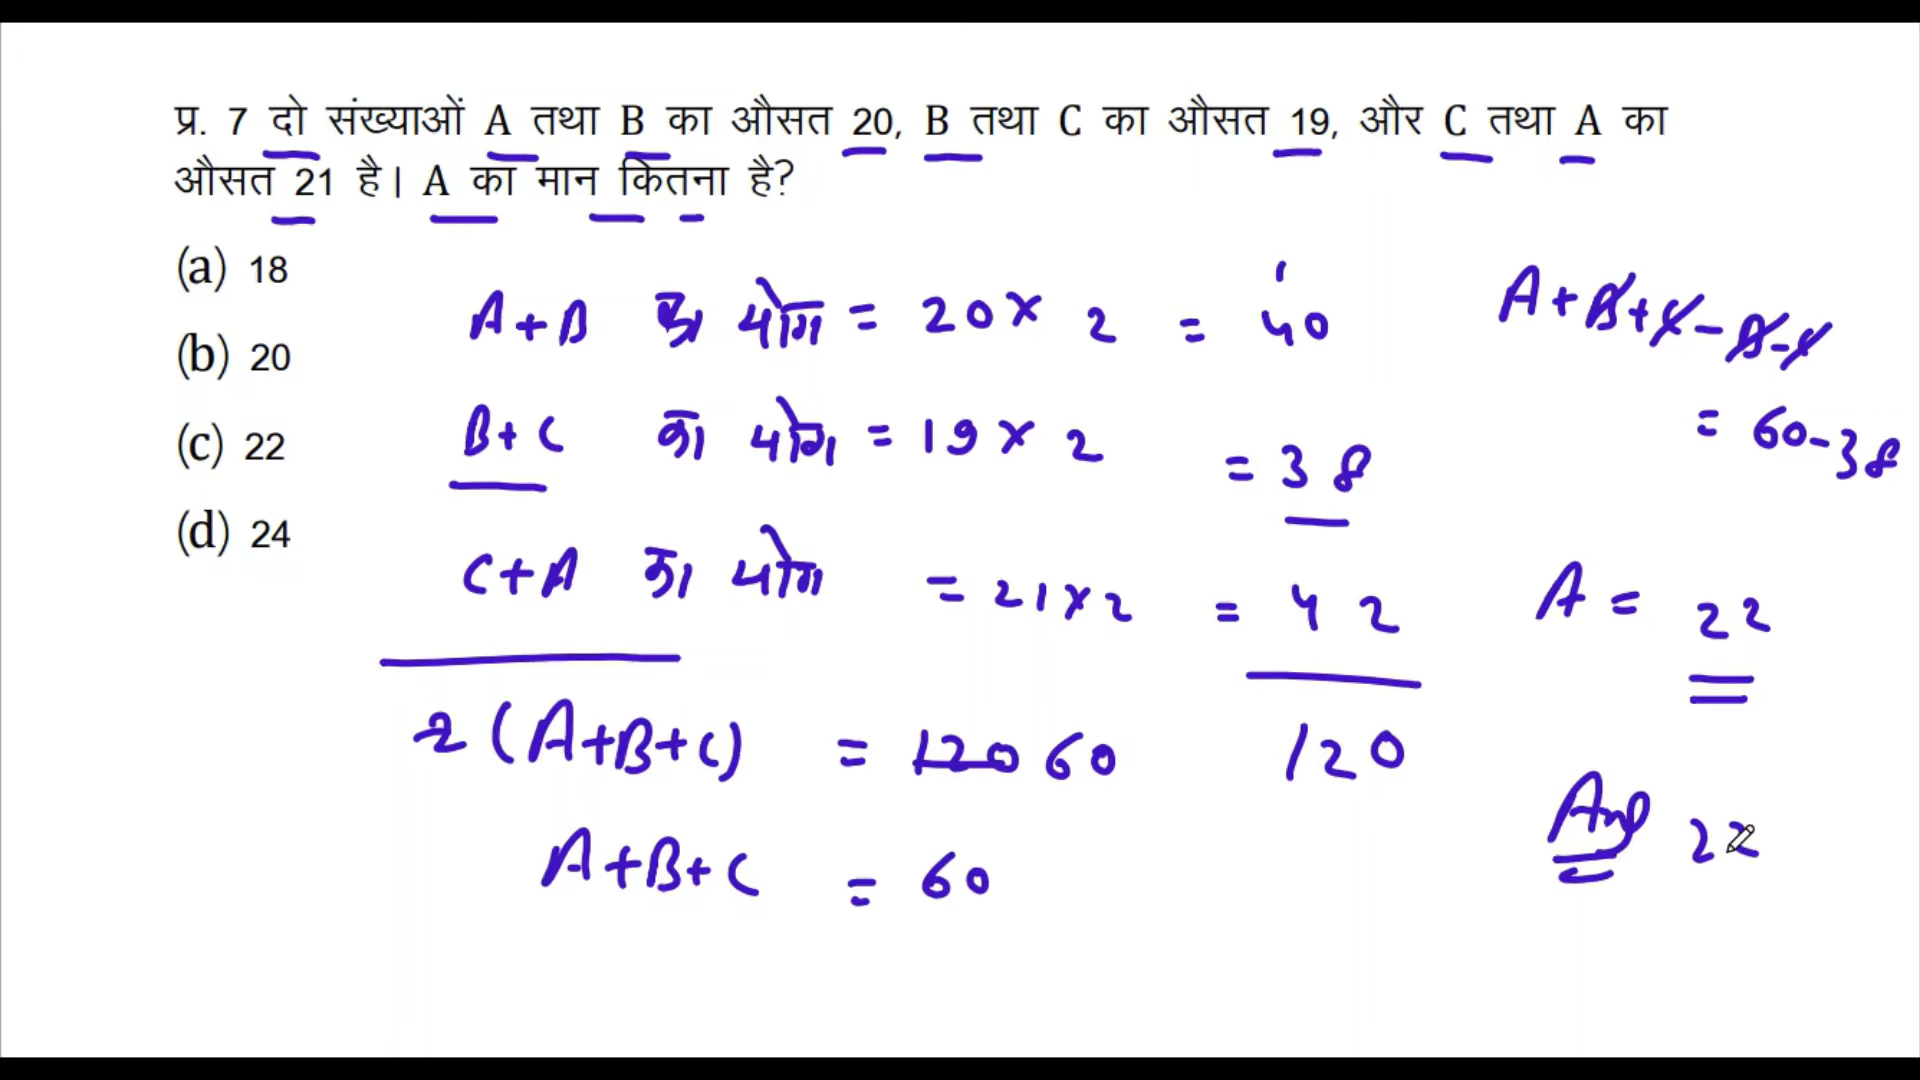 प्र. 7 दो संख्याओं A तथा B का औसत 20, B तथा C का औसत 19, और C तथा A का
औसत 21 है। A का मान कितना है?
(a) 18
(b) 20
(c) 22
(d) 24
A+B का योग = 20 × 2 = 40
B+C का योग = 19 × 2 = 38
C+A का योग = 21 × 2 = 42
2 (A+B+C) = 120 60 120
A+B+C = 60
A+B+C-B-C
= 60-38
A = 22
Ans 22